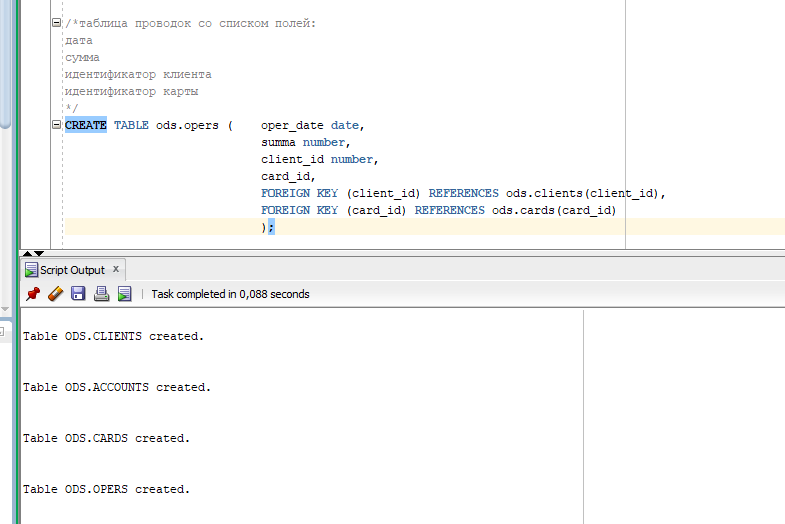 /*таблица проводок со списком полей:
дата
сумма
идентификатор клиента
идентификатор карты
*/
CREATE TABLE ods.opers (    oper_date date,
summa number,
client_id number,
card_id,
FOREIGN KEY (client_id) REFERENCES ods.clients(client_id),
FOREIGN KEY (card_id) REFERENCES ods.cards(card_id)
);
Script Output x
Task completed in 0,088 seconds
Table ODS.CLIENTS created.
Table ODS.ACCOUNTS created.
Table ODS.CARDS created.
Table ODS.OPERS created.